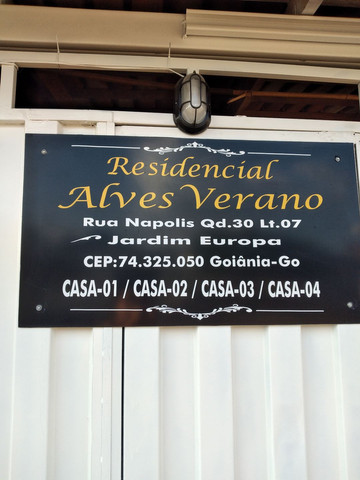 Residencial
Alves Verano
Rua Napolis Qd.30 Lt.07
Jardim Europa
CEP:74.325.050 Goiânia-Go
CASA-01 / CASA-02 / CASA-03 / CASA-04